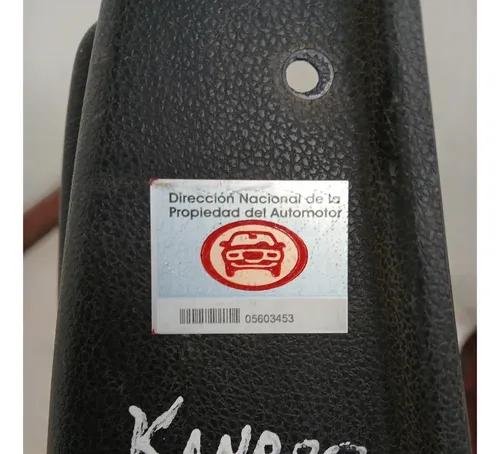 Dirección Nacional de la
Propiedad del Automotor
05603453